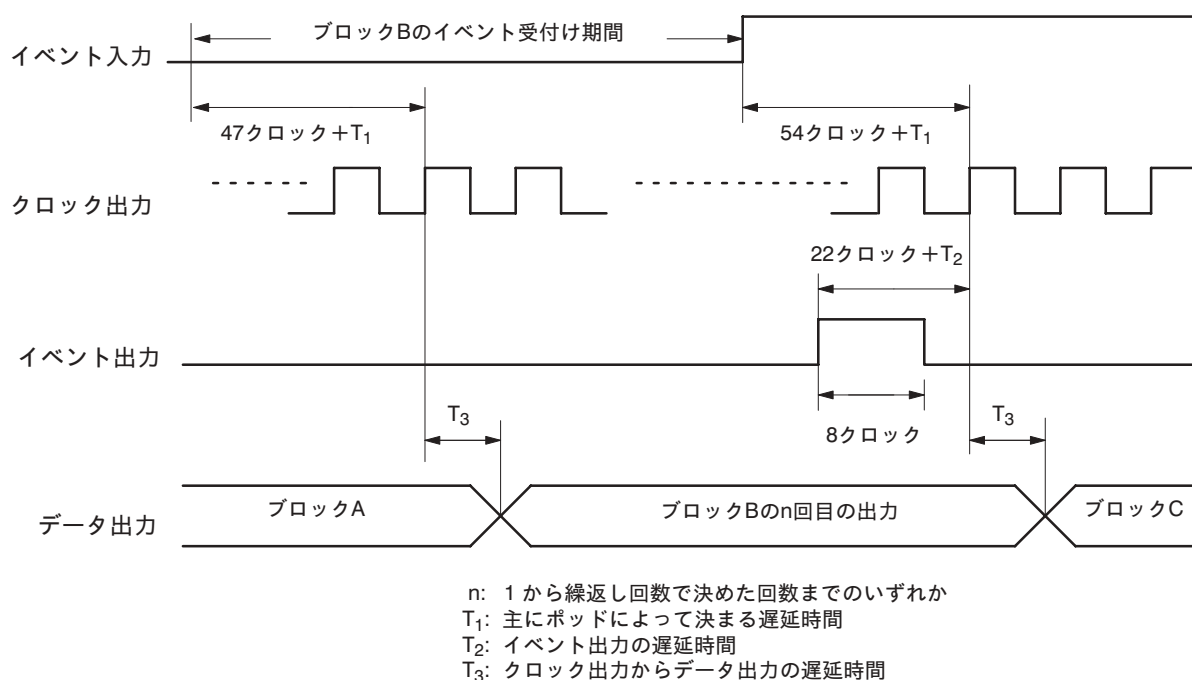 ブロックBのイベント受付け期間
イベント入力
47クロック＋T1
54クロック＋T1
クロック出力
22クロック＋T2
イベント出力
T3
8クロック
T3
データ出力
ブロックA
ブロックBのn回目の出力
ブロックC
n: 1 から繰返し回数で決めた回数までのいずれか
T1: 主にポッドによって決まる遅延時間
T2: イベント出力の遅延時間
T3: クロック出力からデータ出力の遅延時間